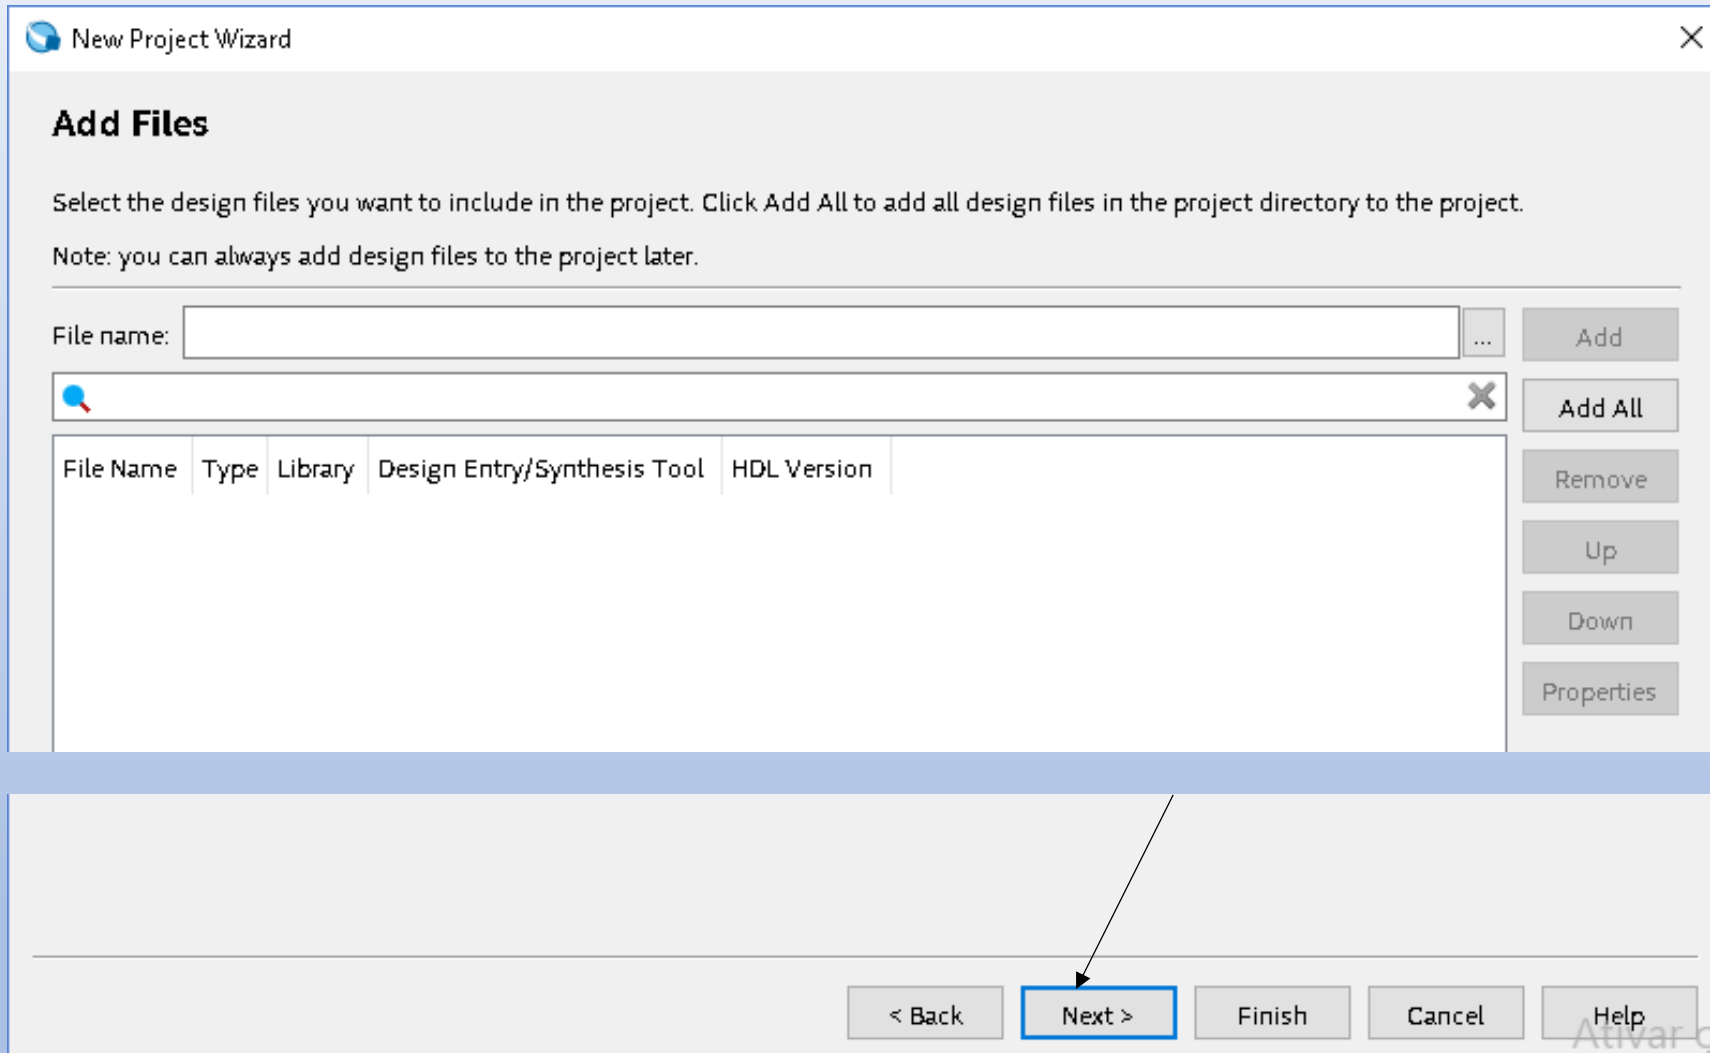 New Project Wizard
Add Files
Select the design files you want to include in the project. Click Add All to add all design files in the project directory to the project.
Note: you can always add design files to the project later.
File name: ... Add
Add All
File Name Type Library Design Entry/Synthesis Tool HDL Version
Remove
Up
Down
Properties
< Back Next > Finish Cancel Help
Ativar